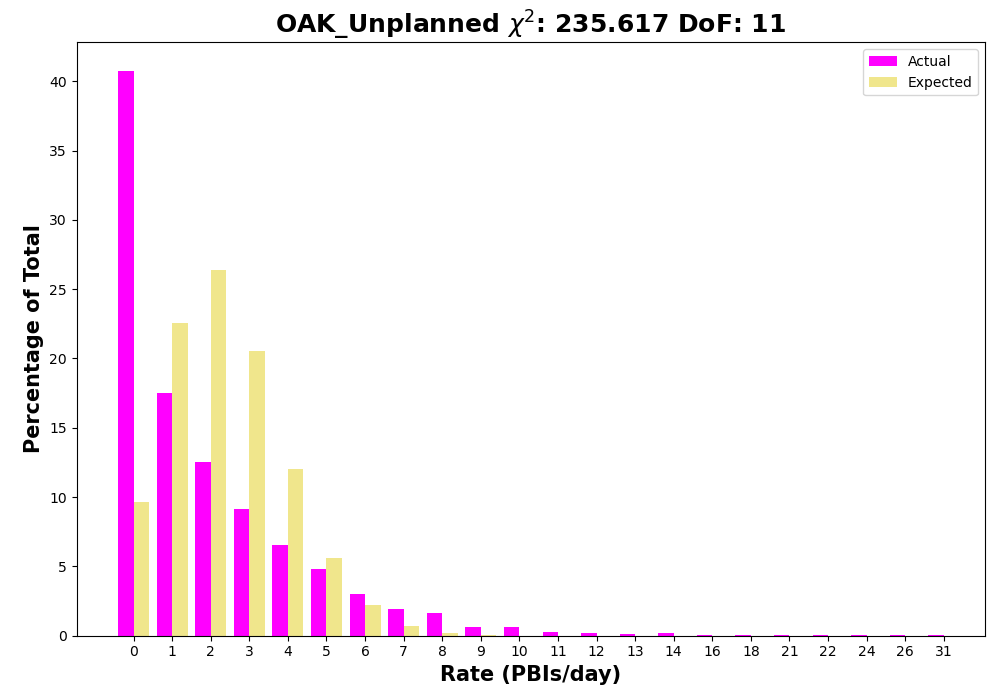 OAK_Unplanned χ²: 235.617 DoF: 11
Actual
Expected
Percentage of Total
40
35
30
25
20
15
10
5
0
0 1 2 3 4 5 6 7 8 9 10 11 12 13 14 16 18 21 22 24 26 31
Rate (PBIs/day)